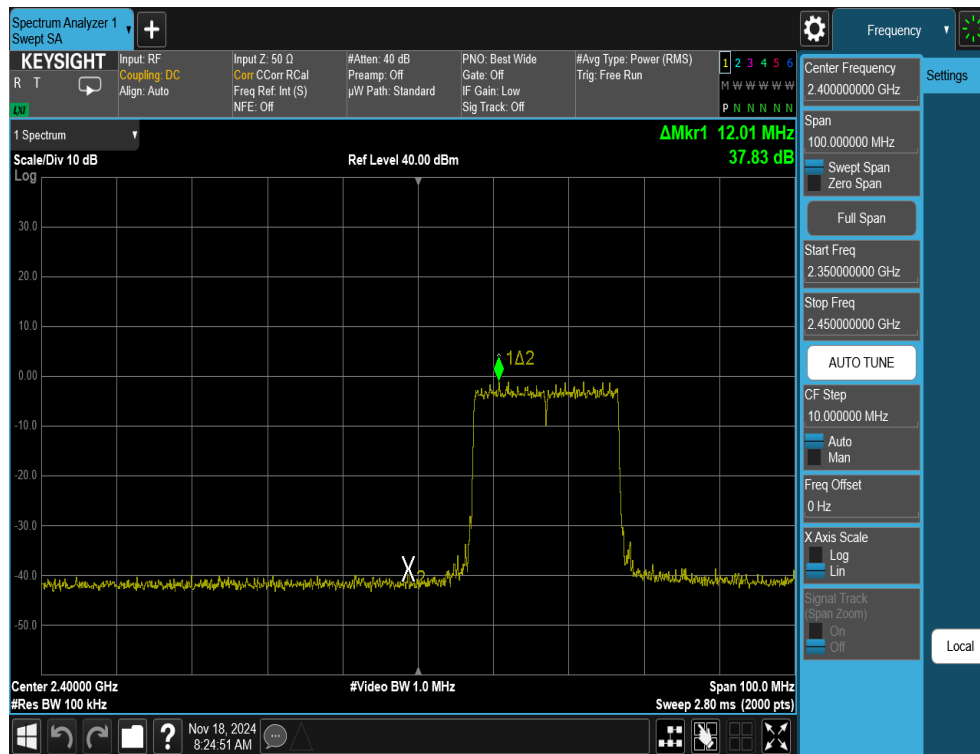 Spectrum Analyzer 1
Swept SA
+
Frequency
KEYSIGHT
R T
LXI
Input: RF
Coupling: DC
Align: Auto
Input Z: 50 Ω
Corr CCorr RCal
Freq Ref: Int (S)
NFE: Off
#Atten: 40 dB
Preamp: Off
µW Path: Standard
PNO: Best Wide
Gate: Off
IF Gain: Low
Sig Track: Off
#Avg Type: Power (RMS)
Trig: Free Run
1 2 3 4 5 6
M W W W W W
P N N N N N
1 Spectrum
Scale/Div 10 dB
Log
Ref Level 40.00 dBm
ΔMkr1 12.01 MHz
37.83 dB
30.0
20.0
10.0
0.00
-10.0
-20.0
-30.0
-40.0
-50.0
1Δ2
X2
Center 2.40000 GHz
#Res BW 100 kHz
#Video BW 1.0 MHz
Span 100.0 MHz
Sweep 2.80 ms (2000 pts)
?
Nov 18, 2024
8:24:51 AM
Center Frequency
2.400000000 GHz
Span
100.000000 MHz
Swept Span
Zero Span
Full Span
Start Freq
2.350000000 GHz
Stop Freq
2.450000000 GHz
AUTO TUNE
CF Step
10.000000 MHz
Auto
Man
Freq Offset
0 Hz
X Axis Scale
Log
Lin
Signal Track
(Span Zoom)
On
Off
Settings
Local